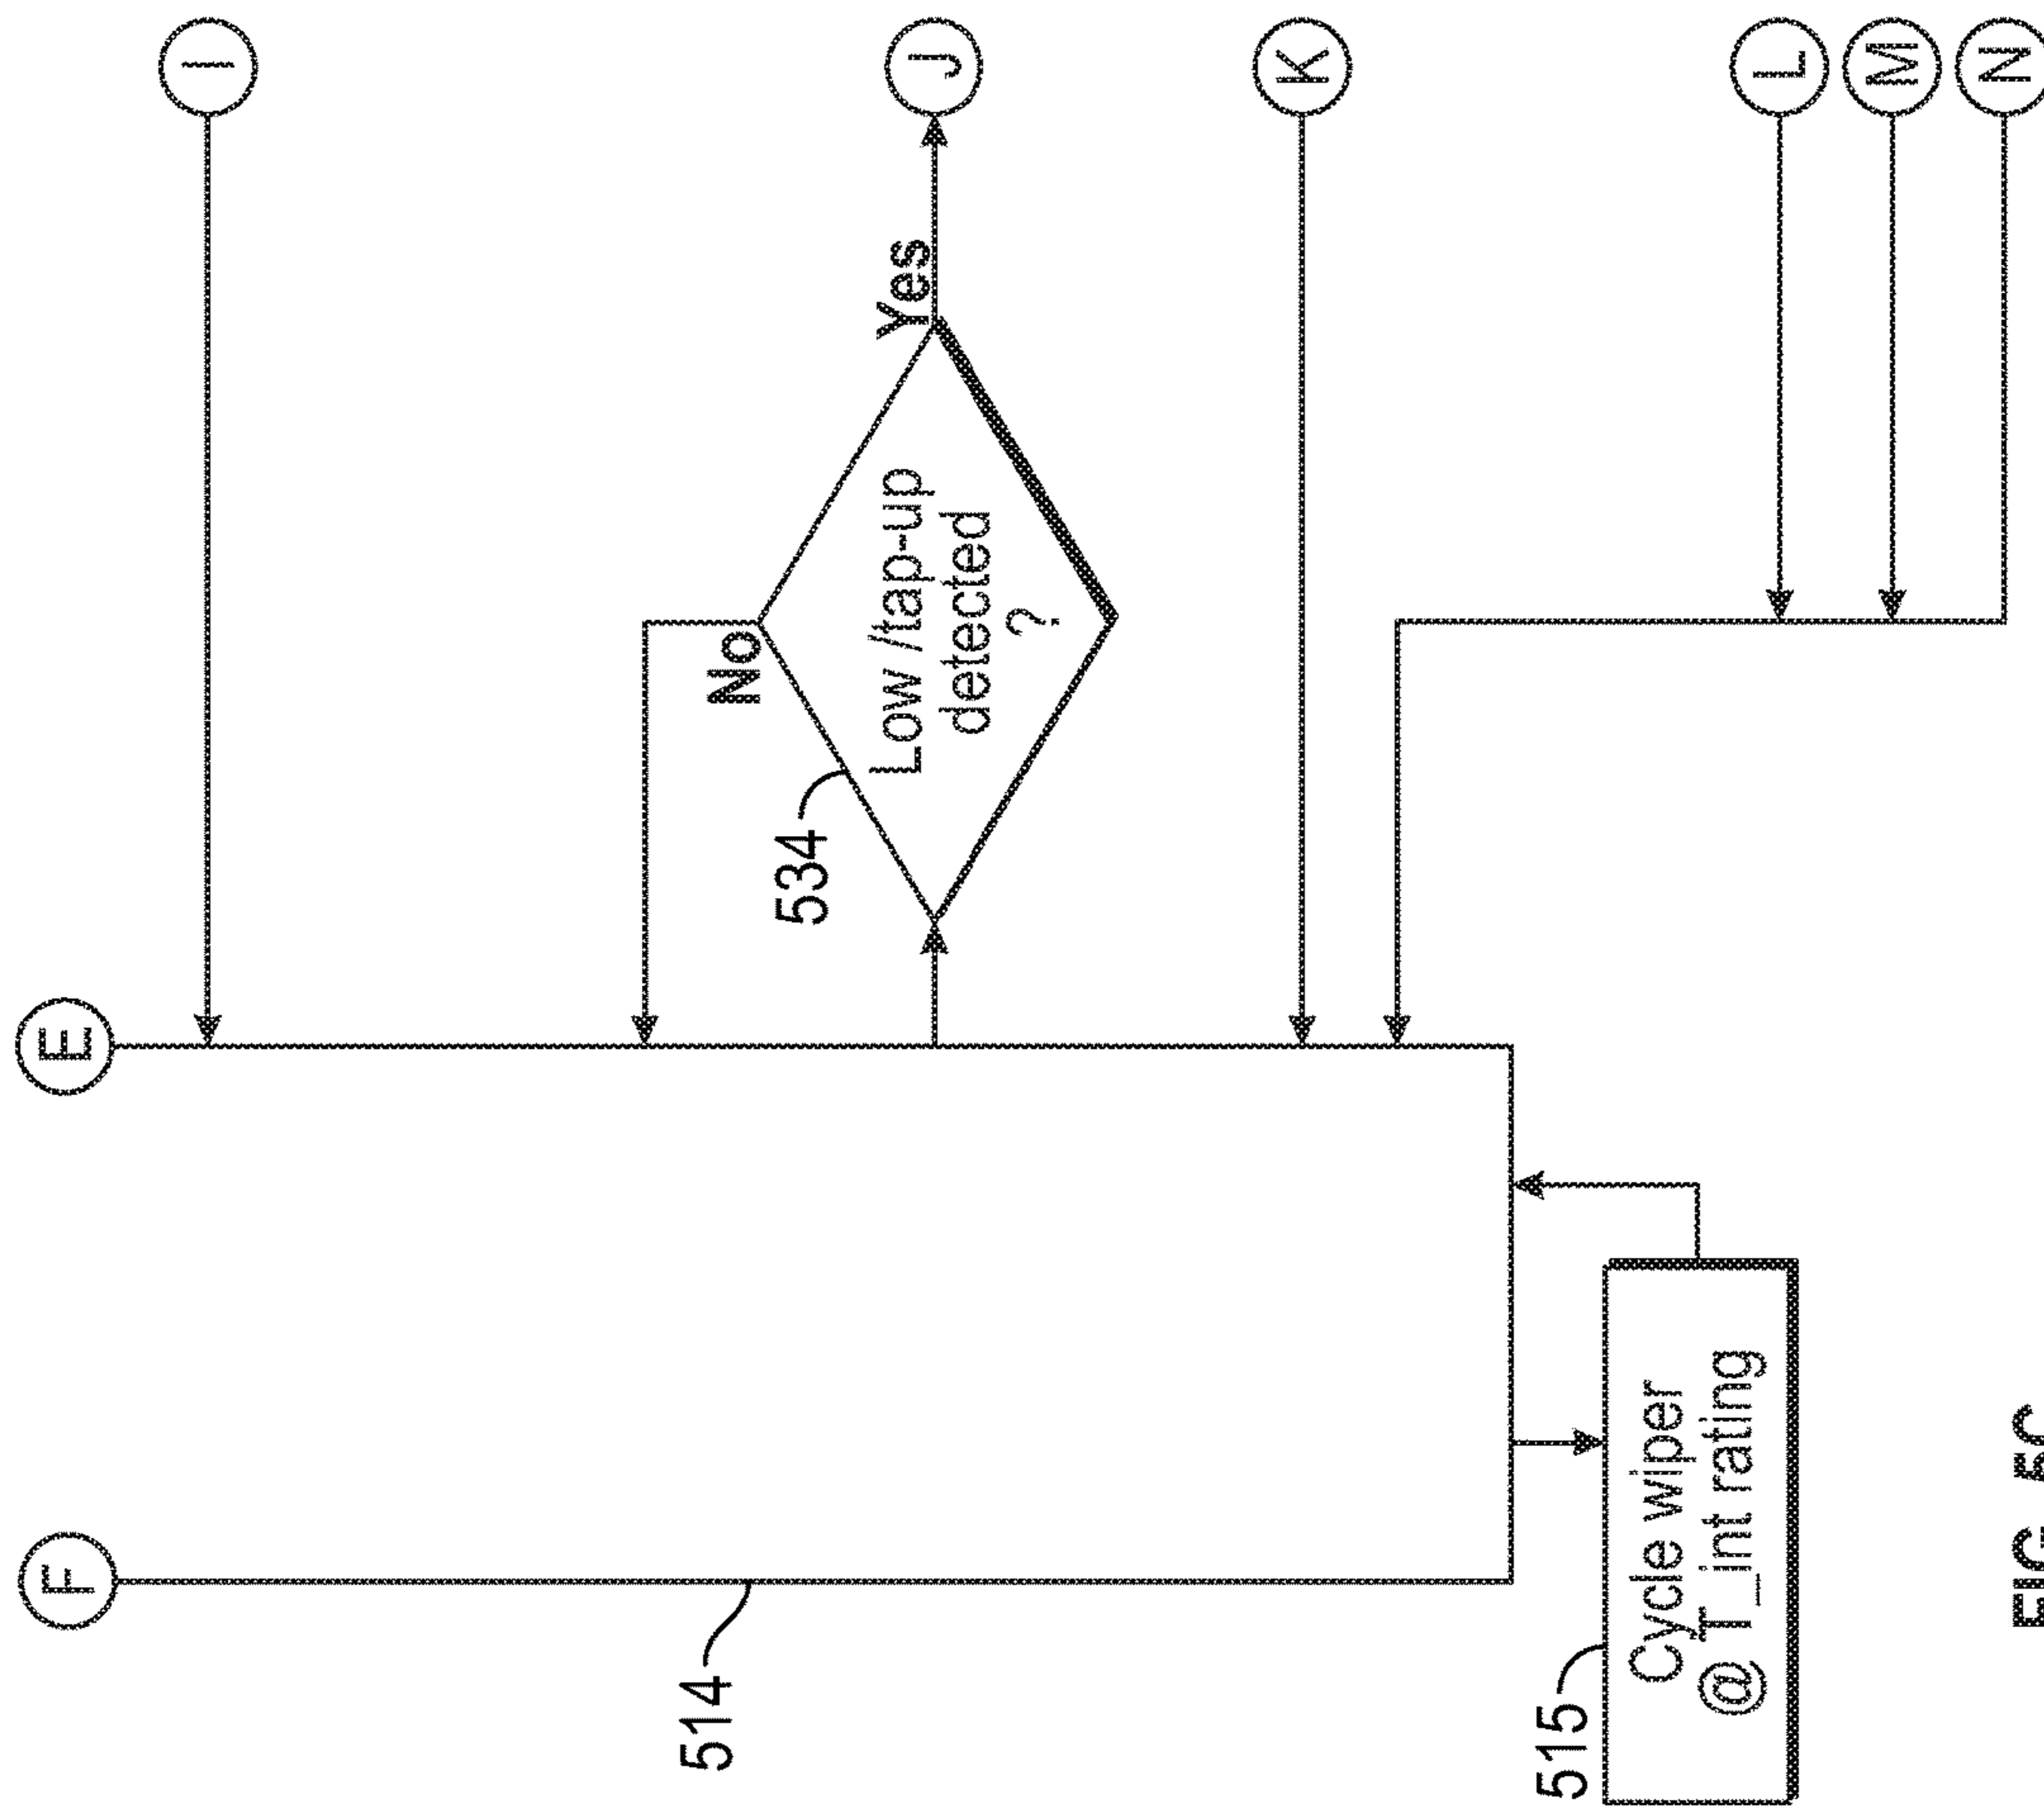 F
E
I
514
No
534
Low /tap-up
detected
?
Yes
J
K
515
Cycle wiper
@ T_int rating
L
M
N
FIG. 5C